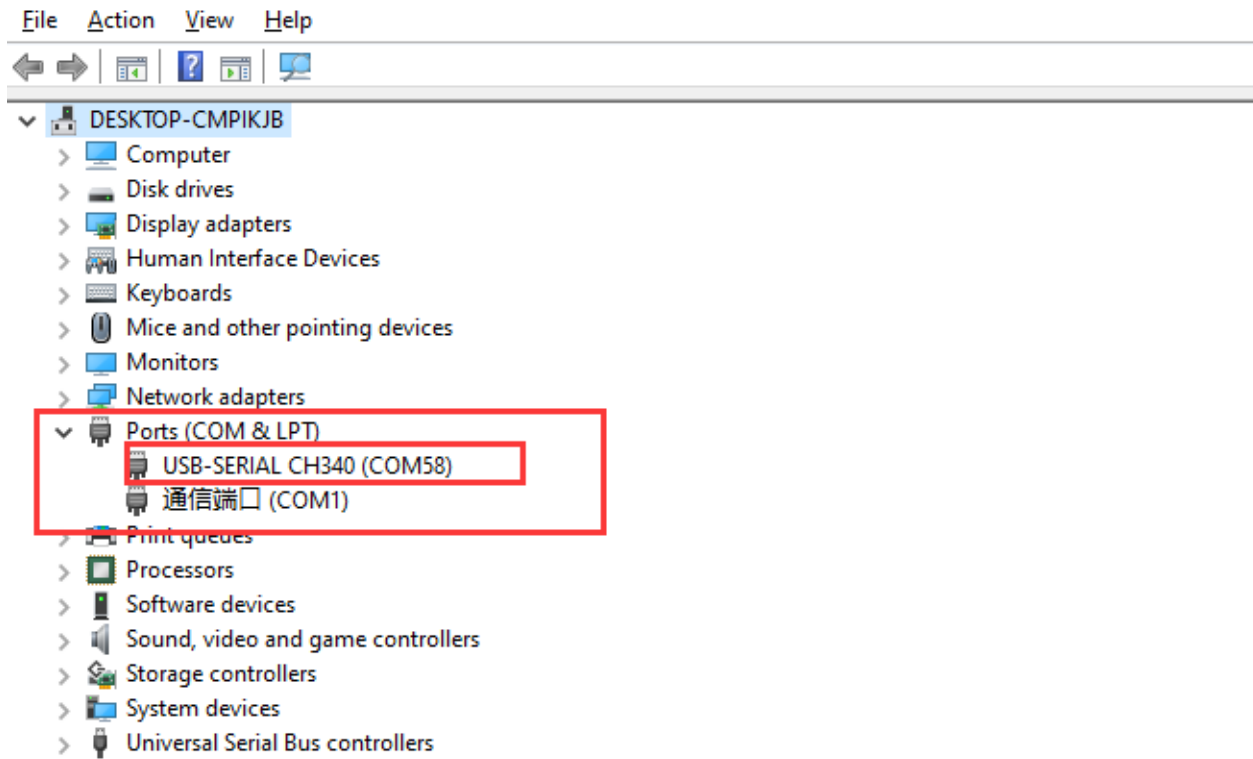 File Action View Help
DESKTOP-CMPIKJB
Computer
Disk drives
Display adapters
Human Interface Devices
Keyboards
Mice and other pointing devices
Monitors
Network adapters
Ports (COM & LPT)
USB-SERIAL CH340 (COM58)
通信端口 (COM1)
Print queues
Processors
Software devices
Sound, video and game controllers
Storage controllers
System devices
Universal Serial Bus controllers